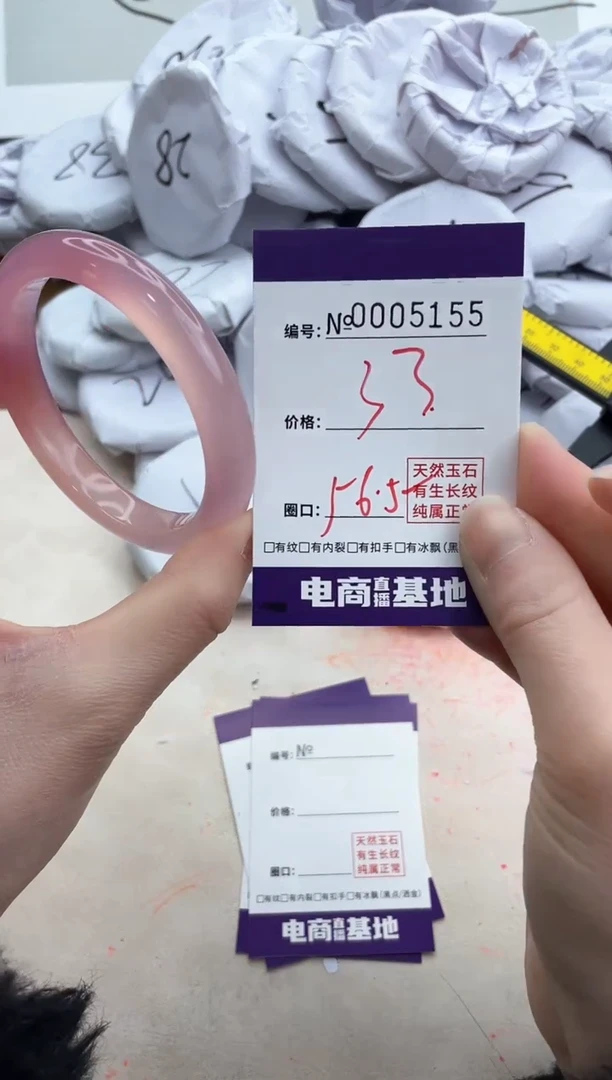 38
28
编号: №0005155
价格: 33
圈口: 56.5
天然玉石
有生长纹
纯属正常
□有纹□有内裂□有扣手□有冰飘(黑
电商直播基地
编号: №
价格:
圈口:
天然玉石
有生长纹
纯属正常
□有纹□有内裂□有扣手□有冰飘(黑点/洒金)
电商直播基地